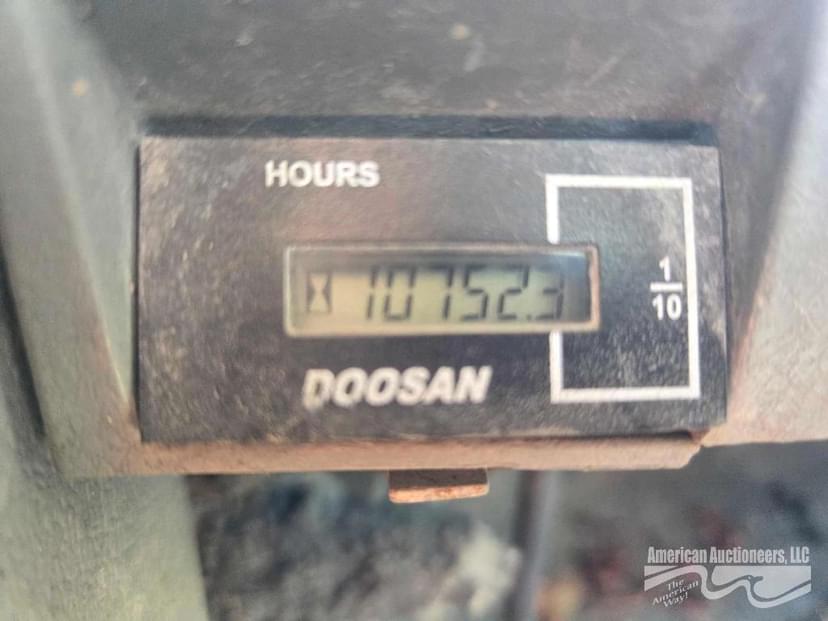 HOURS
10752.3
1
10
DOOSAN
American Auctioneers, LLC
The
American
Way!